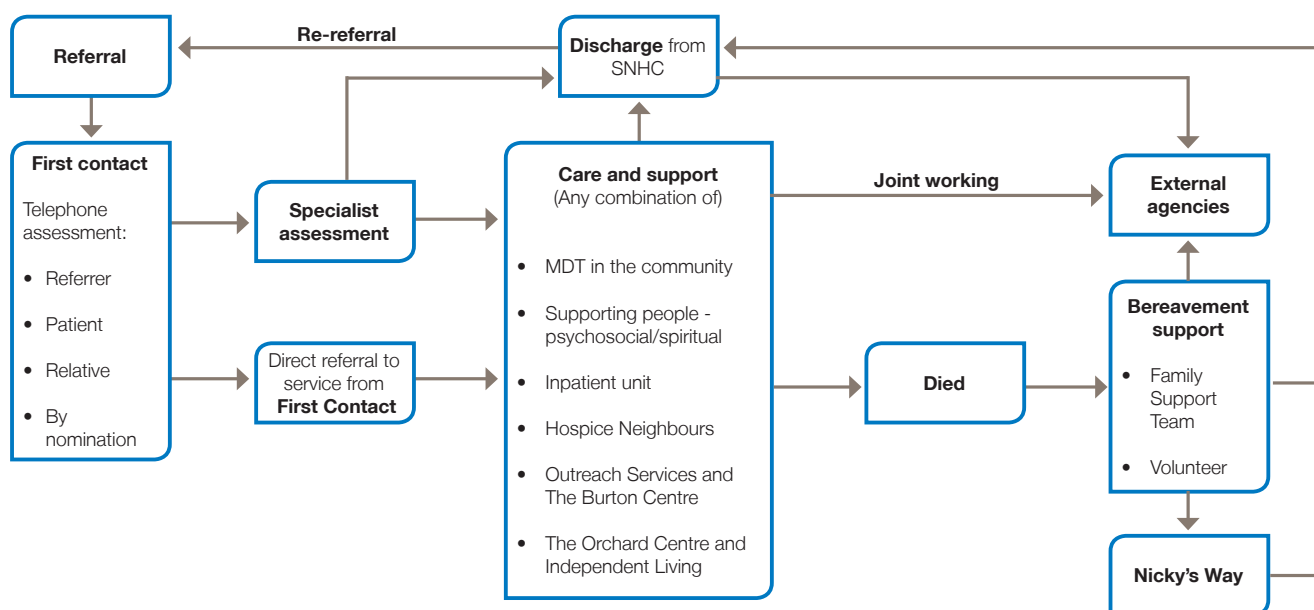 Re-referral
Referral
Discharge from
SNHC
First contact
Telephone
assessment:
• Referrer
• Patient
• Relative
• By
nomination
Specialist
assessment
Direct referral to
service from
First Contact
Care and support
(Any combination of)
• MDT in the community
• Supporting people -
psychosocial/spiritual
• Inpatient unit
• Hospice Neighbours
• Outreach Services and
The Burton Centre
• The Orchard Centre and
Independent Living
Joint working
External
agencies
Died
Bereavement
support
• Family
Support
Team
• Volunteer
Nicky's Way